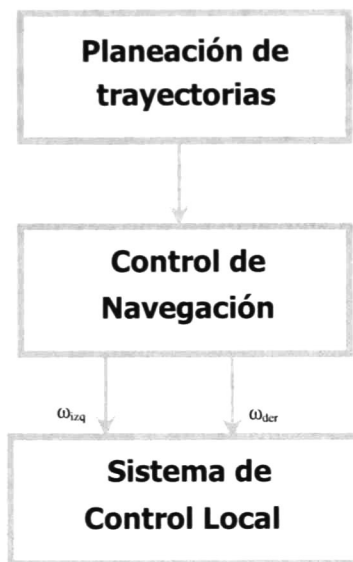 Planeación de
trayectorias
Control de
Navegación
ωizq ωder
Sistema de
Control Local